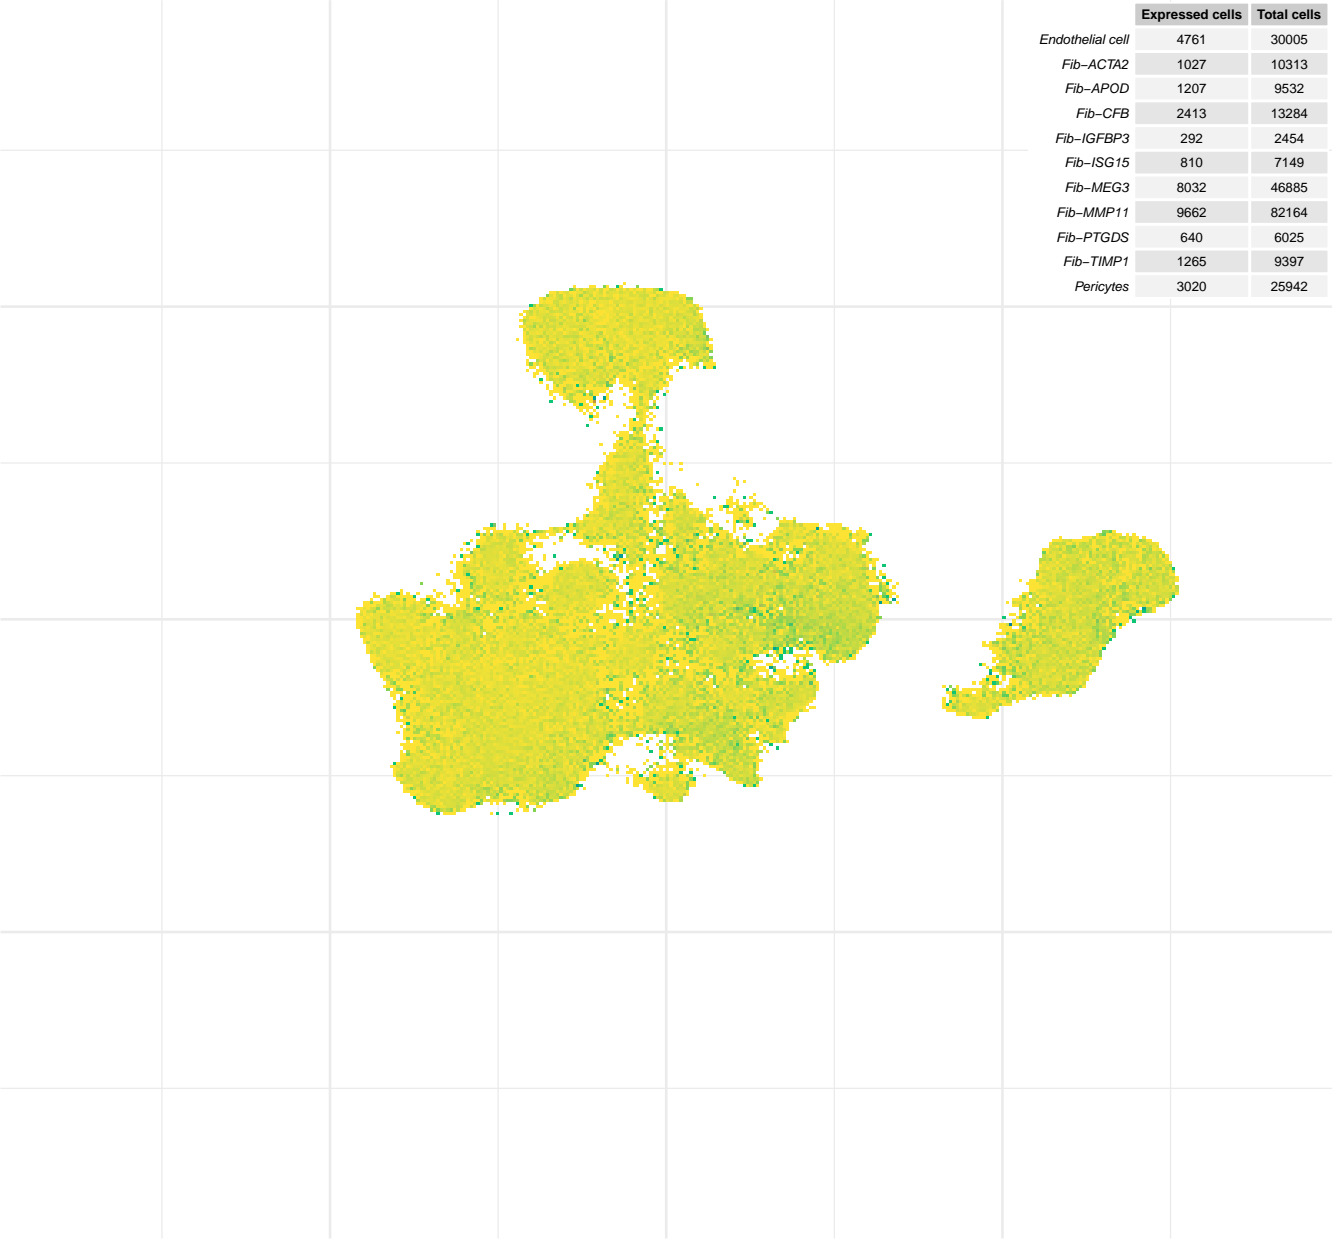 Expressed cells Total cells
Endothelial cell 4761 30005
Fib−ACTA2 1027 10313
Fib−APOD 1207 9532
Fib−CFB 2413 13284
Fib−IGFBP3 292 2454
Fib−ISG15 810 7149
Fib−MEG3 8032 46885
Fib−MMP11 9662 82164
Fib−PTGDS 640 6025
Fib−TIMP1 1265 9397
Pericytes 3020 25942